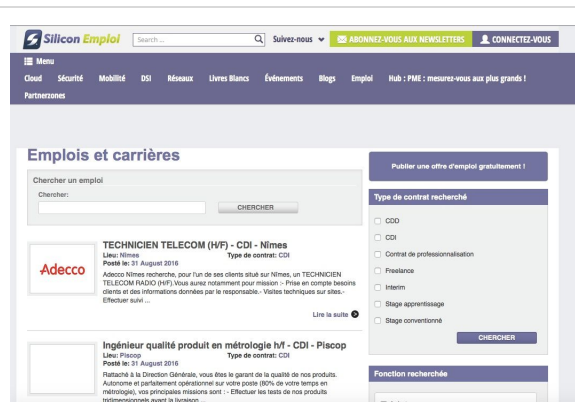 Silicon Emploi
Search ...
Suivez-nous
ABONNEZ-VOUS AUX NEWSLETTERS
CONNECTEZ-VOUS
Menu
Cloud Sécurité Mobilité DSI Réseaux Livres Blancs Événements Blogs Emploi Hub : PME : mesurez-vous aux plus grands !
Partnerzones
Emplois et carrières
Chercher un emploi
Chercher:
CHERCHER
TECHNICIEN TELECOM (H/F) - CDI - Nîmes
Lieu: Nîmes Type de contrat: CDI
Posté le: 31 August 2016
Adecco
Adecco Nîmes recherche, pour l'un de ses clients situé sur Nîmes, un TECHNICIEN
TELECOM RADIO (H/F).Vous aurez notamment pour mission :- Prise en compte besoins
clients et des informations données par le responsable.- Visites techniques sur sites.-
Effectuer suivi ...
Lire la suite
Ingénieur qualité produit en métrologie h/f - CDI - Piscop
Lieu: Piscop Type de contrat: CDI
Posté le: 31 August 2016
Rattaché à la Direction Générale, vous êtes le garant de la qualité de nos produits.
Autonome et parfaitement opérationnel sur votre poste (80% de votre temps en
métrologie), vos principales missions sont : - Effectuer les tests de nos produits
tridimensionnels avant la livraison ...
Publier une offre d'emploi gratuitement !
Type de contrat recherché
CDD
CDI
Contrat de professionnalisation
Freelance
Interim
Stage apprentissage
Stage conventionné
CHERCHER
Fonction recherchée